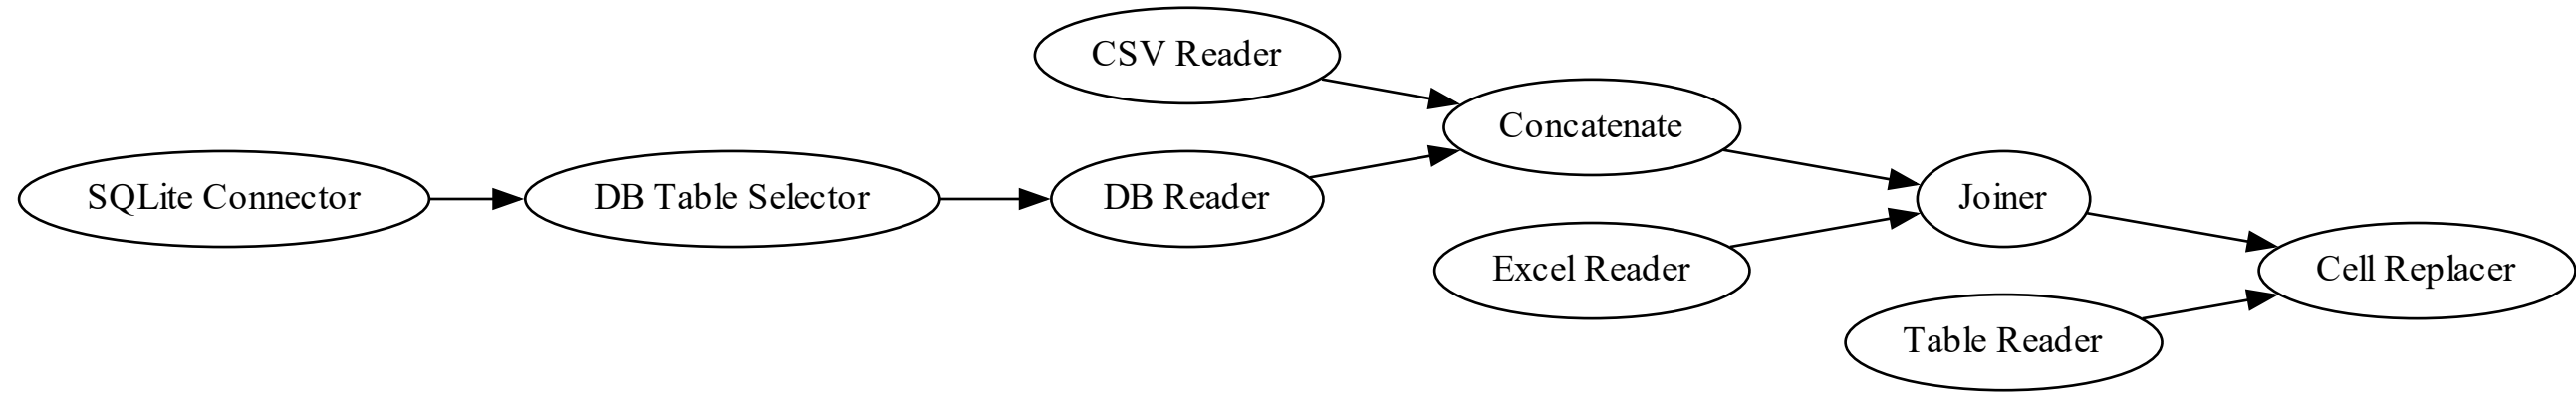 CSV Reader
Concatenate
SQLite Connector
DB Table Selector
DB Reader
Joiner
Excel Reader
Cell Replacer
Table Reader